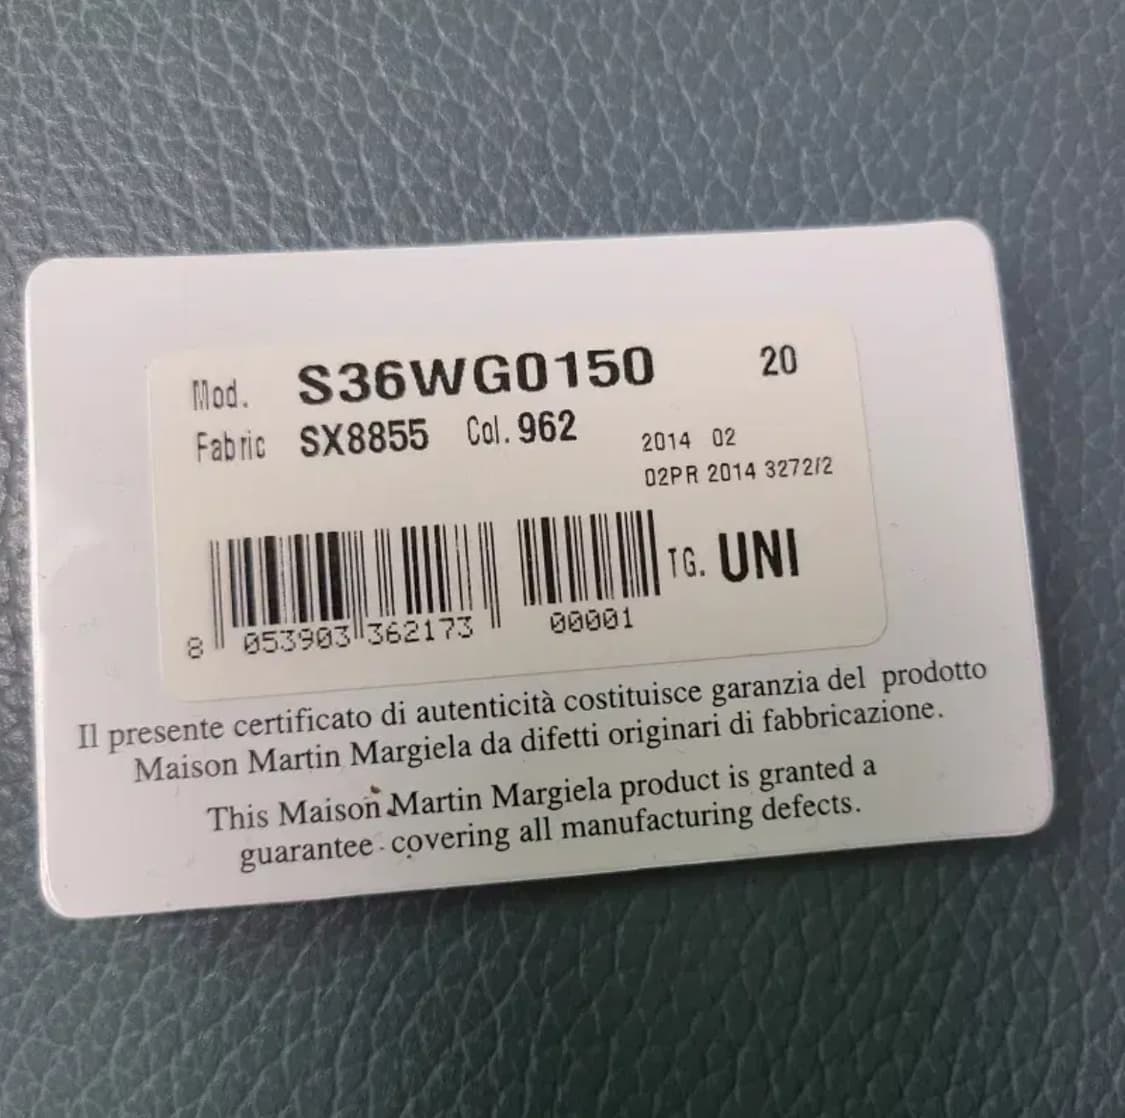 Mod. S36WG0150 20
Fabric SX8855 Col. 962
2014 02
02PR 2014 3272/2
TG. UNI
8 053903 362173 00001
Il presente certificato di autenticità costituisce garanzia del prodotto
Maison Martin Margiela da difetti originari di fabbricazione.
This Maison Martin Margiela product is granted a
guarantee covering all manufacturing defects.